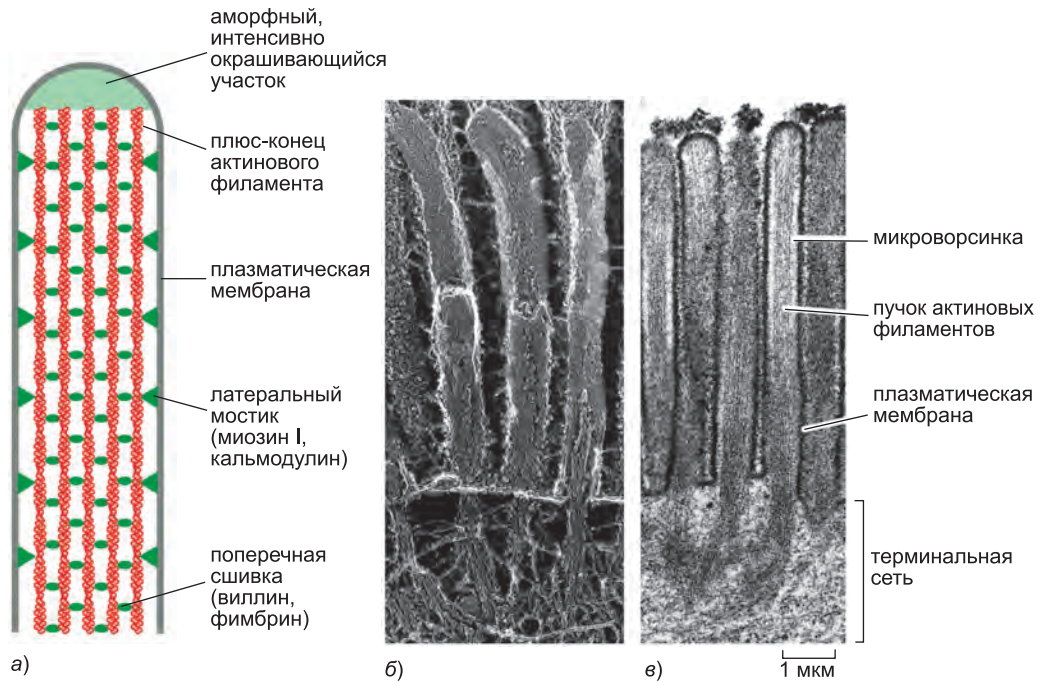 аморфный,
интенсивно
окрашивающийся
участок
плюс-конец
актинового
филамента
плазматическая
мембрана
латеральный
мостик
(миозин I,
кальмодулин)
поперечная
сшивка
(виллин,
фимбрин)
а)
б)
микроворсинка
пучок актиновых
филаментов
плазматическая
мембрана
терминальная
сеть
в)
1 мкм